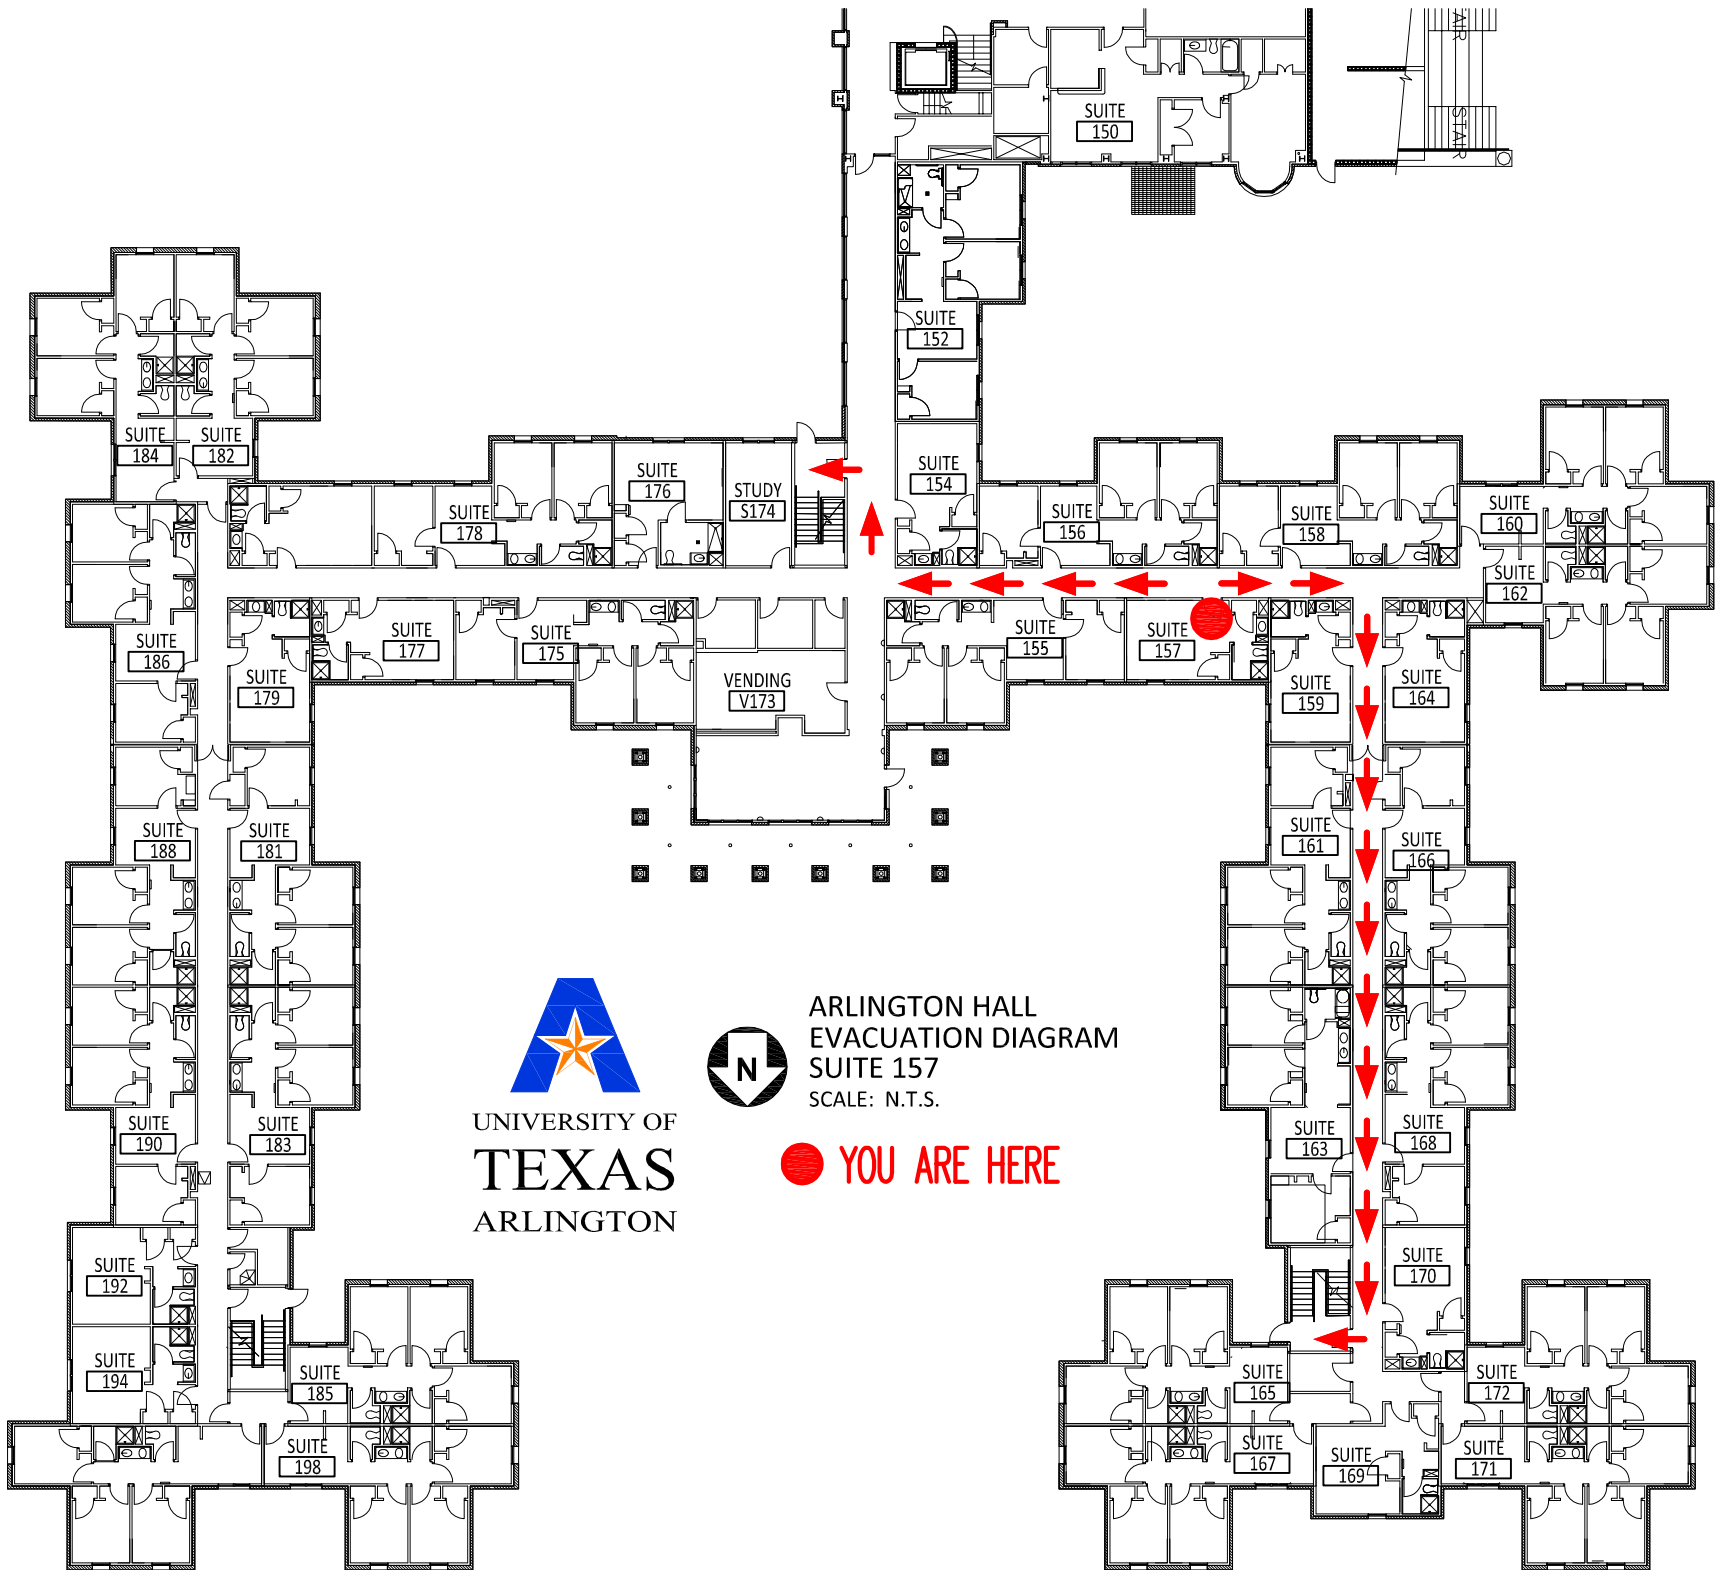 STAIR
STAIR
SUITE
150
SUITE
152
SUITE
184
SUITE
182
SUITE
154
SUITE
176
STUDY
S174
SUITE
178
SUITE
156
SUITE
158
SUITE
160
SUITE
162
SUITE
186
SUITE
179
SUITE
177
SUITE
175
VENDING
V173
SUITE
155
SUITE
157
SUITE
159
SUITE
164
SUITE
188
SUITE
181
SUITE
161
SUITE
166
N
ARLINGTON HALL
EVACUATION DIAGRAM
SUITE 157
SCALE: N.T.S.
UNIVERSITY OF
TEXAS
ARLINGTON
YOU ARE HERE
SUITE
190
SUITE
183
SUITE
163
SUITE
168
SUITE
192
SUITE
170
SUITE
194
SUITE
185
SUITE
165
SUITE
172
SUITE
198
SUITE
167
SUITE
169
SUITE
171